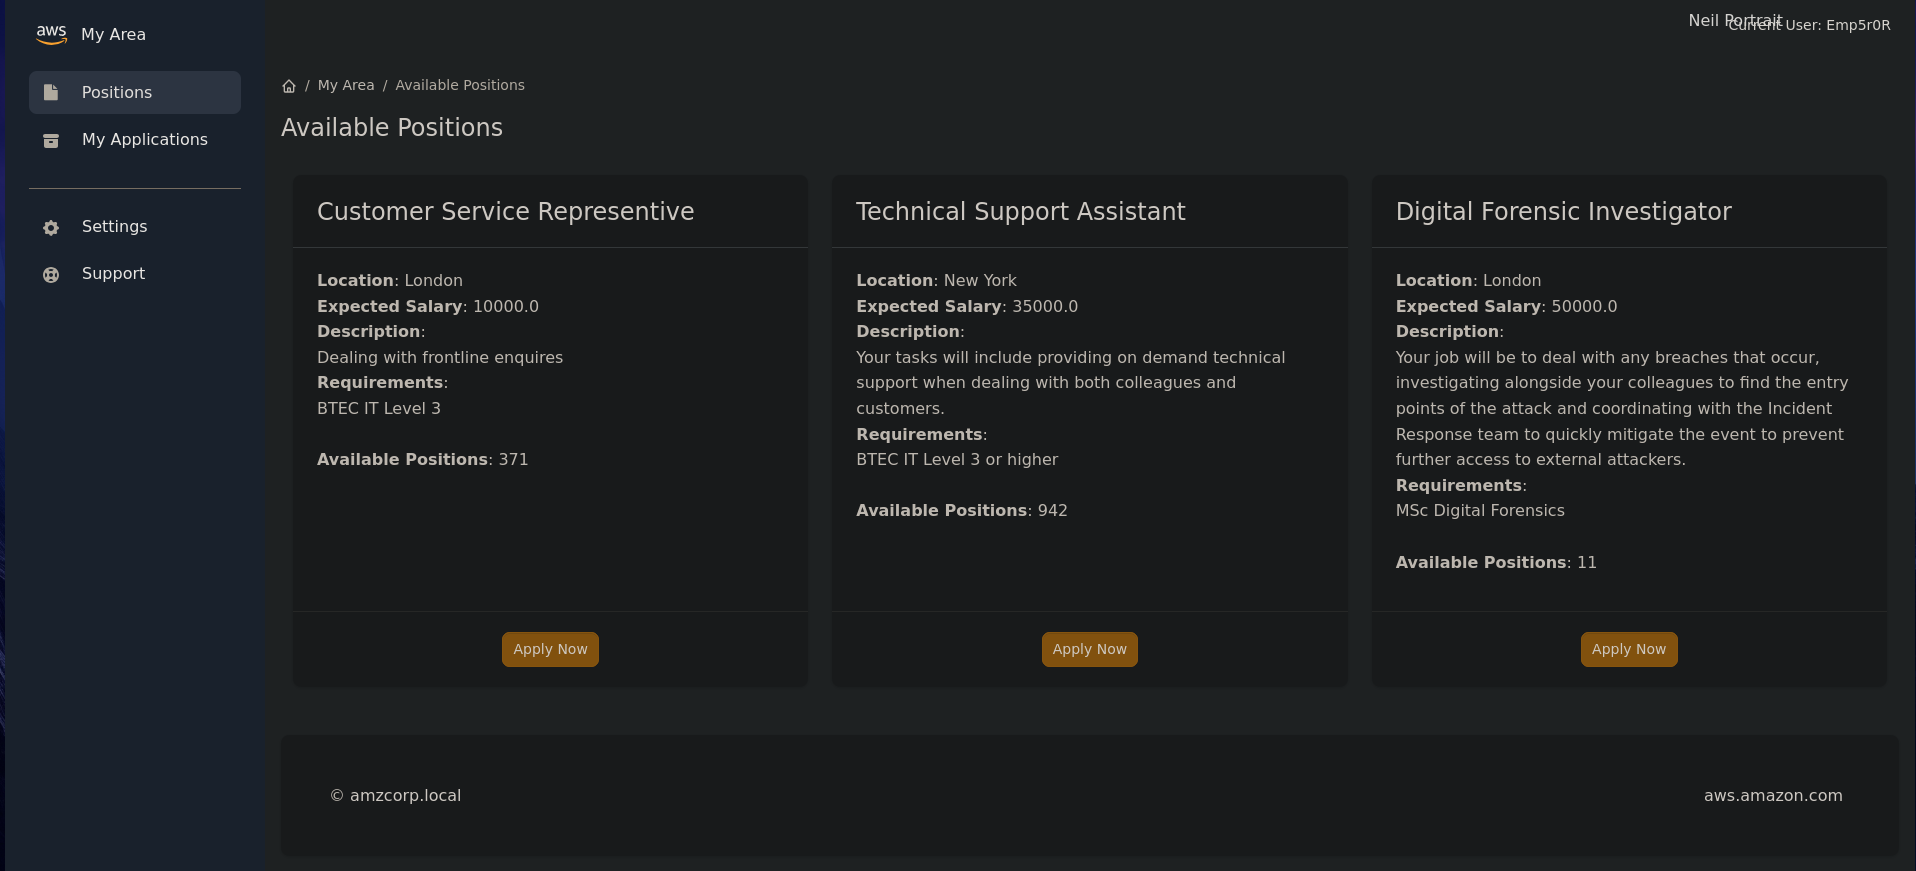 aws My Area
Positions
My Applications
Settings
Support
Neil Portrait
Current User: Emp5r0R
/ My Area / Available Positions
Available Positions
Customer Service Representive
Location: London
Expected Salary: 10000.0
Description:
Dealing with frontline enquires
Requirements:
BTEC IT Level 3
Available Positions: 371
Apply Now
Technical Support Assistant
Location: New York
Expected Salary: 35000.0
Description:
Your tasks will include providing on demand technical
support when dealing with both colleagues and
customers.
Requirements:
BTEC IT Level 3 or higher
Available Positions: 942
Apply Now
Digital Forensic Investigator
Location: London
Expected Salary: 50000.0
Description:
Your job will be to deal with any breaches that occur,
investigating alongside your colleagues to find the entry
points of the attack and coordinating with the Incident
Response team to quickly mitigate the event to prevent
further access to external attackers.
Requirements:
MSc Digital Forensics
Available Positions: 11
Apply Now
© amzcorp.local
aws.amazon.com